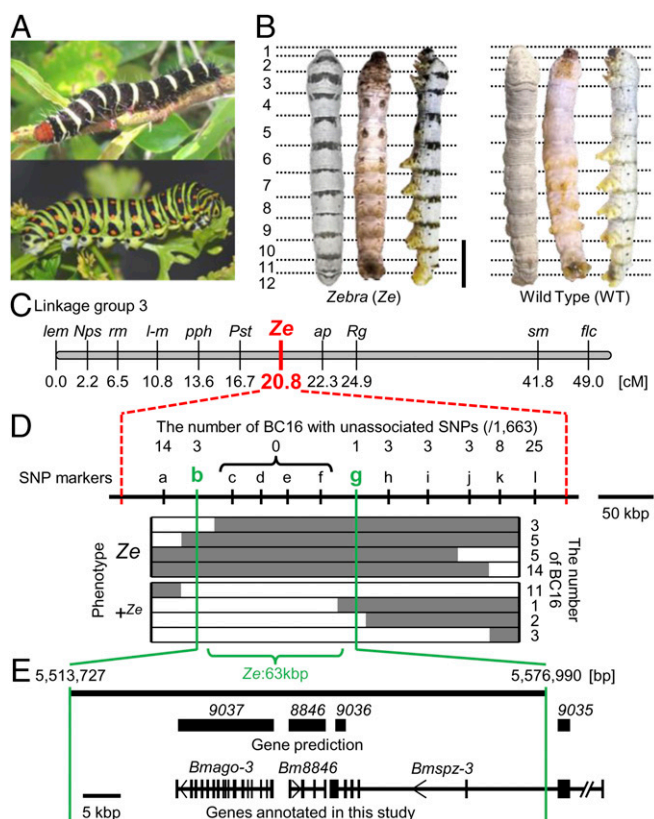 A
B
1
2
3
4
5
6
7
8
9
10
11
12
Zebra (Ze)
Wild Type (WT)
C Linkage group 3
lem Nps rm l-m pph Pst Ze ap Rg sm flc
0.0 2.2 6.5 10.8 13.6 16.7 20.8 22.3 24.9 41.8 49.0 [cM]
D The number of BC16 with unassociated SNPs (/1,663)
14 3 0 1 3 3 3 8 25
SNP markers a b c d e f g h i j k l
50 kbp
Phenotype
Ze
+Ze
3
5
5
14
11
1
2
3
The number of BC16
Ze:63kbp
E 5,513,727 5,576,990 [bp]
9037 8846 9036 9035
Gene prediction
Bmago-3 Bm8846 Bmspz-3
5 kbp
Genes annotated in this study